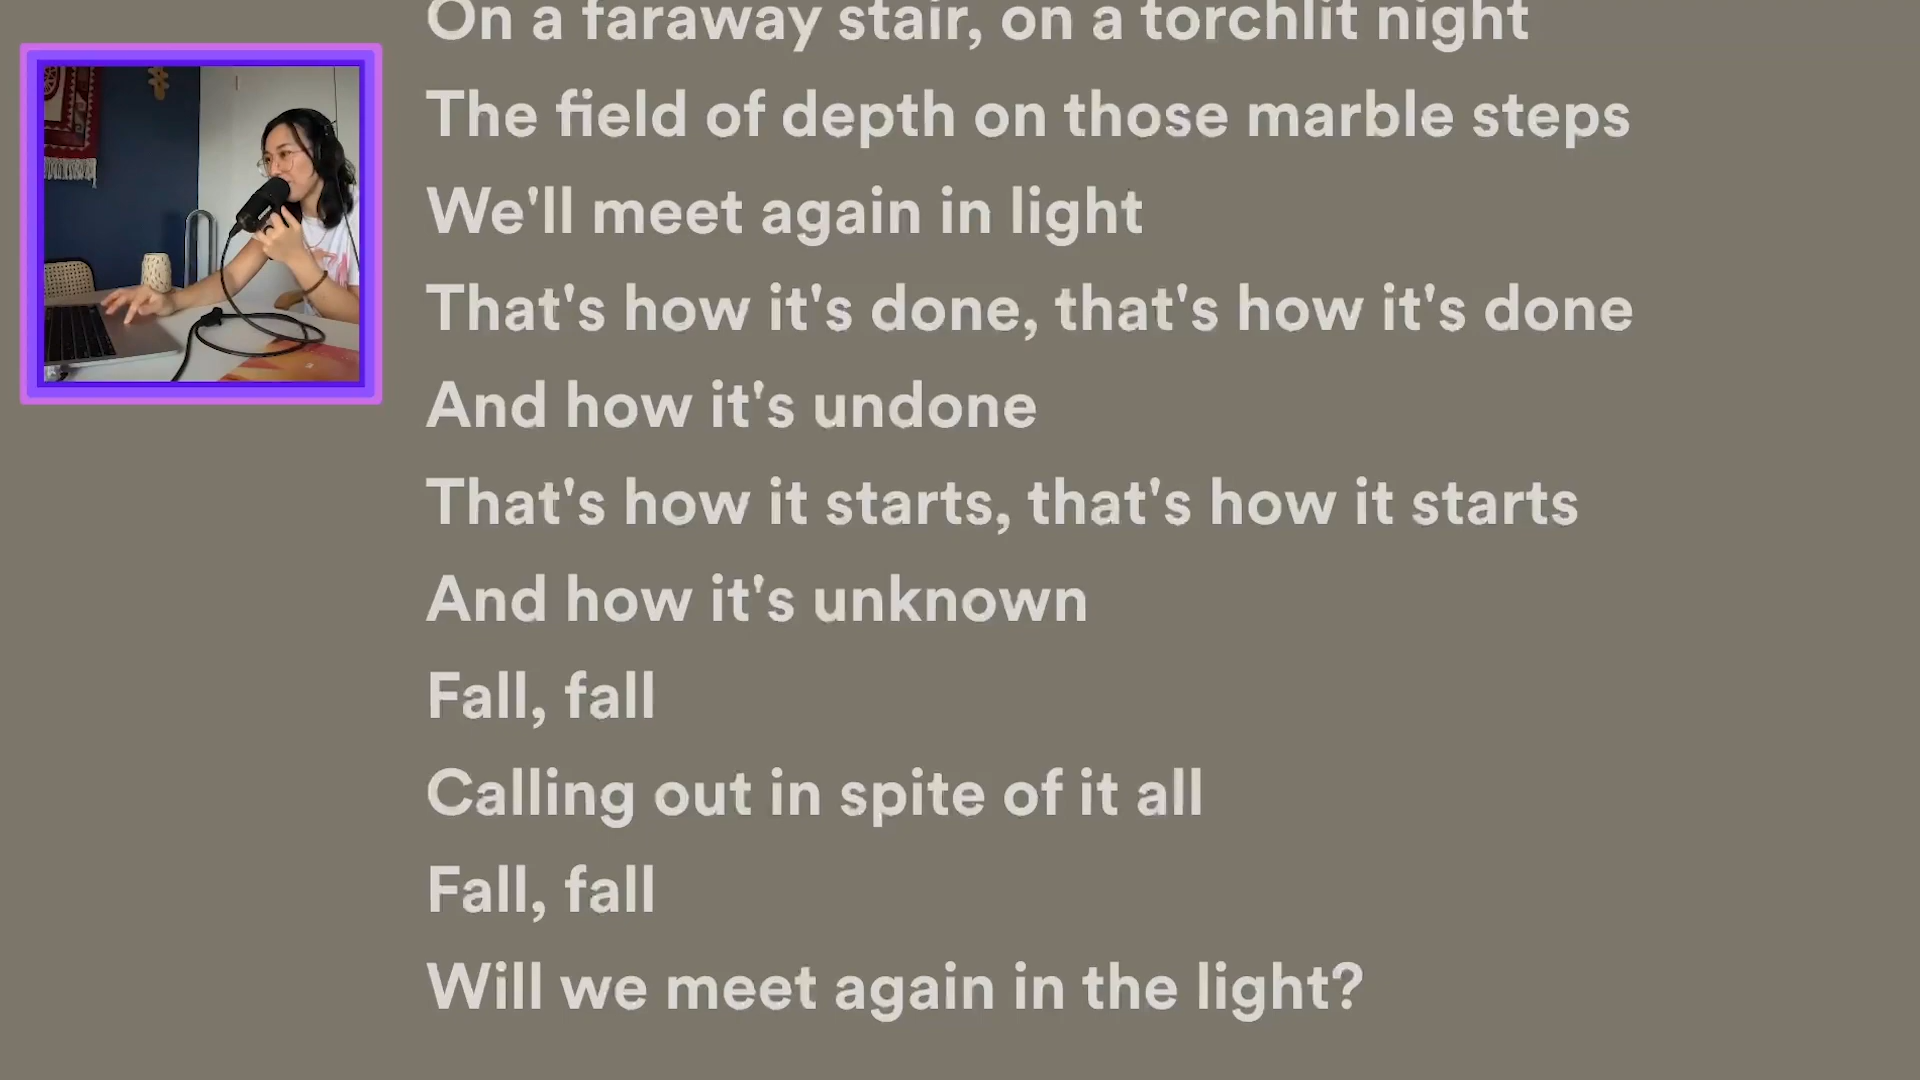 On a faraway stair, on a torchlit night
The field of depth on those marble steps
We'll meet again in light
That's how it's done, that's how it's done
And how it's undone
That's how it starts, that's how it starts
And how it's unknown
Fall, fall
Calling out in spite of it all
Fall, fall
Will we meet again in the light?